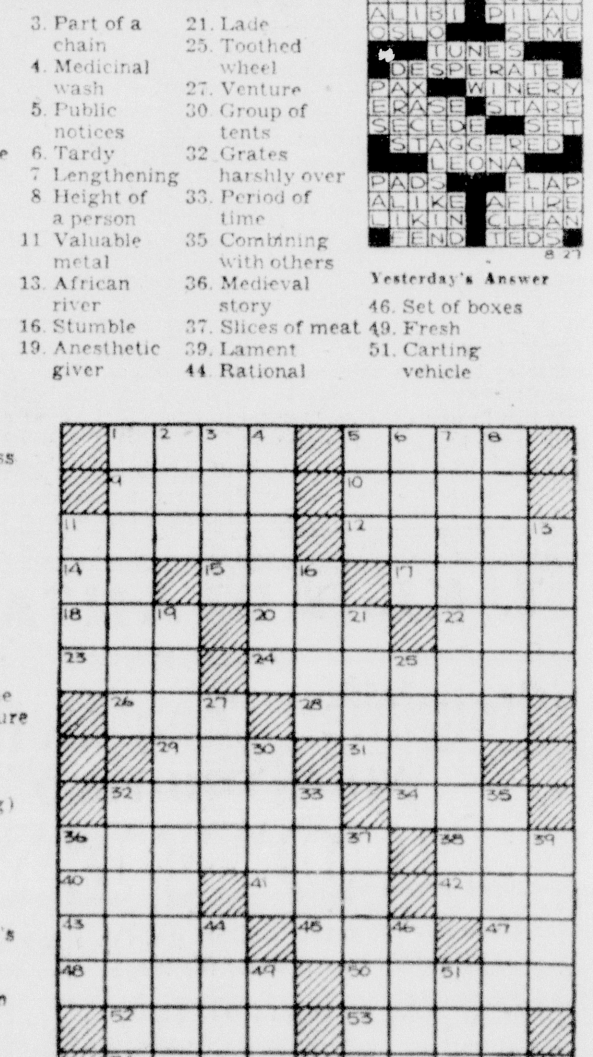 3. Part of a
chain
4. Medicinal
wash
5. Public
notices
6. Tardy
7 Lengthening
8 Height of
a person
11 Valuable
metal
13. African
river
16. Stumble
19. Anesthetic
giver
21. Lade
25. Toothed
wheel
27. Venture
30. Group of
tents
32 Grates
harshly over
33. Period of
time
35 Combining
with others
36. Medieval
story
37. Slices of meat
39. Lament
44. Rational
ALIBI PILAU
OSLO SEME
TUNES
DESPERATE
PAX WINERY
ERASE STARE
SECEDE SET
STAGGERED
LEONA
PADS FLAP
ALIKE AFIRE
LIKIN CLEAN
FEND TEDS
8 27
Yesterday's Answer
46. Set of boxes
49. Fresh
51. Carting
vehicle
ss
e
e
ure
g)
's
n
1 2 3 4 5 6 7 8
9 10
11 12 13
14 15 16 17
18 19 20 21 22
23 24 25
26 27 28
29 30 31
32 33 34 35
36 37 38 39
40 41 42
43 44 45 46 47
48 49 50 51
52 53